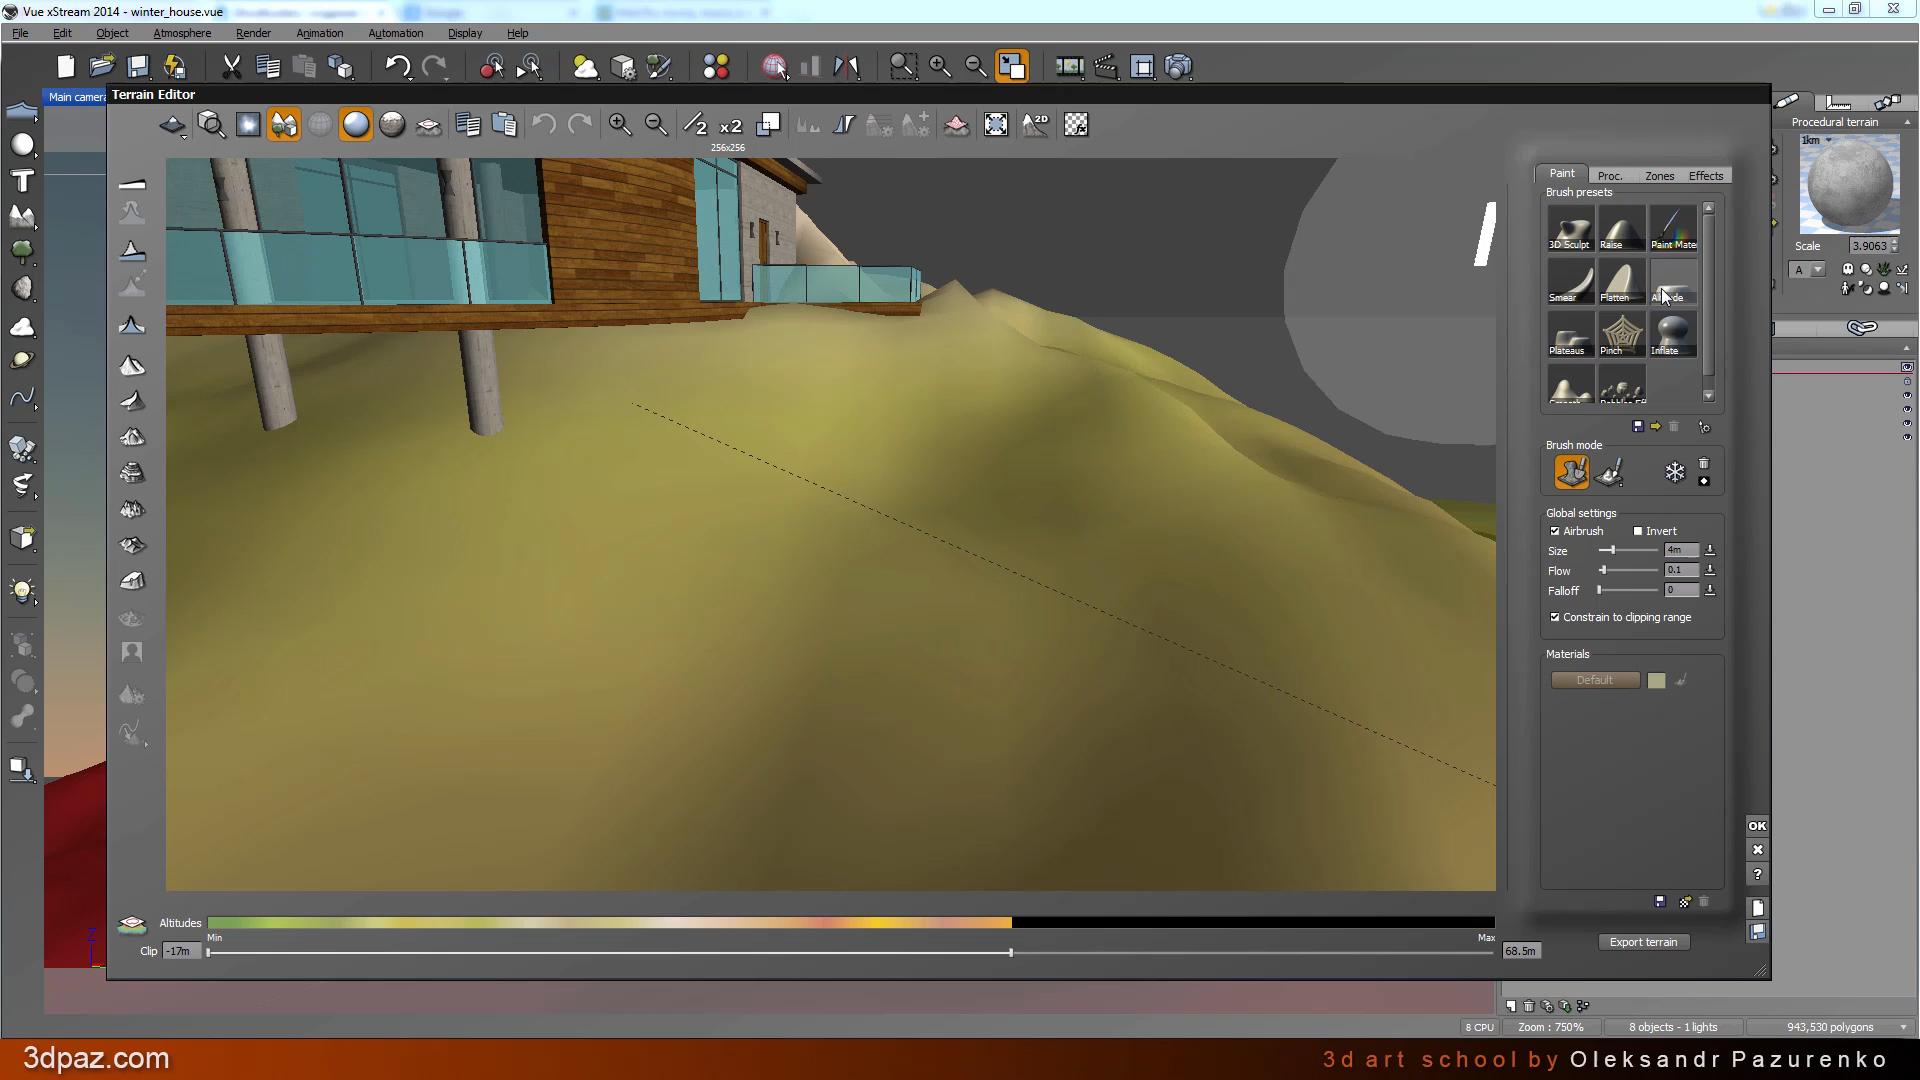 Vue xStream 2014 - winter_house.vue
File Edit Object Atmosphere Render Animation Automation Display Help
Main camera
Terrain Editor
256x256
Paint Proc. Zones Effects
Brush presets
3D Sculpt Raise Paint Mate
Smear Flatten
Plateaus Pinch Inflate
Brush mode
Global settings
Airbrush Invert
Size 4m
Flow 0.1
Falloff 0
Constrain to clipping range
Materials
Default
OK
?
Export terrain
Altitudes
Min Max
Clip -17m 68.5m
Procedural terrain
1km
Scale 3.9063
A
2D
/2 x2
Z
8 CPU Zoom : 750% 8 objects - 1 lights 943,530 polygons
3dpaz.com 3d art school by Oleksandr Pazurenko